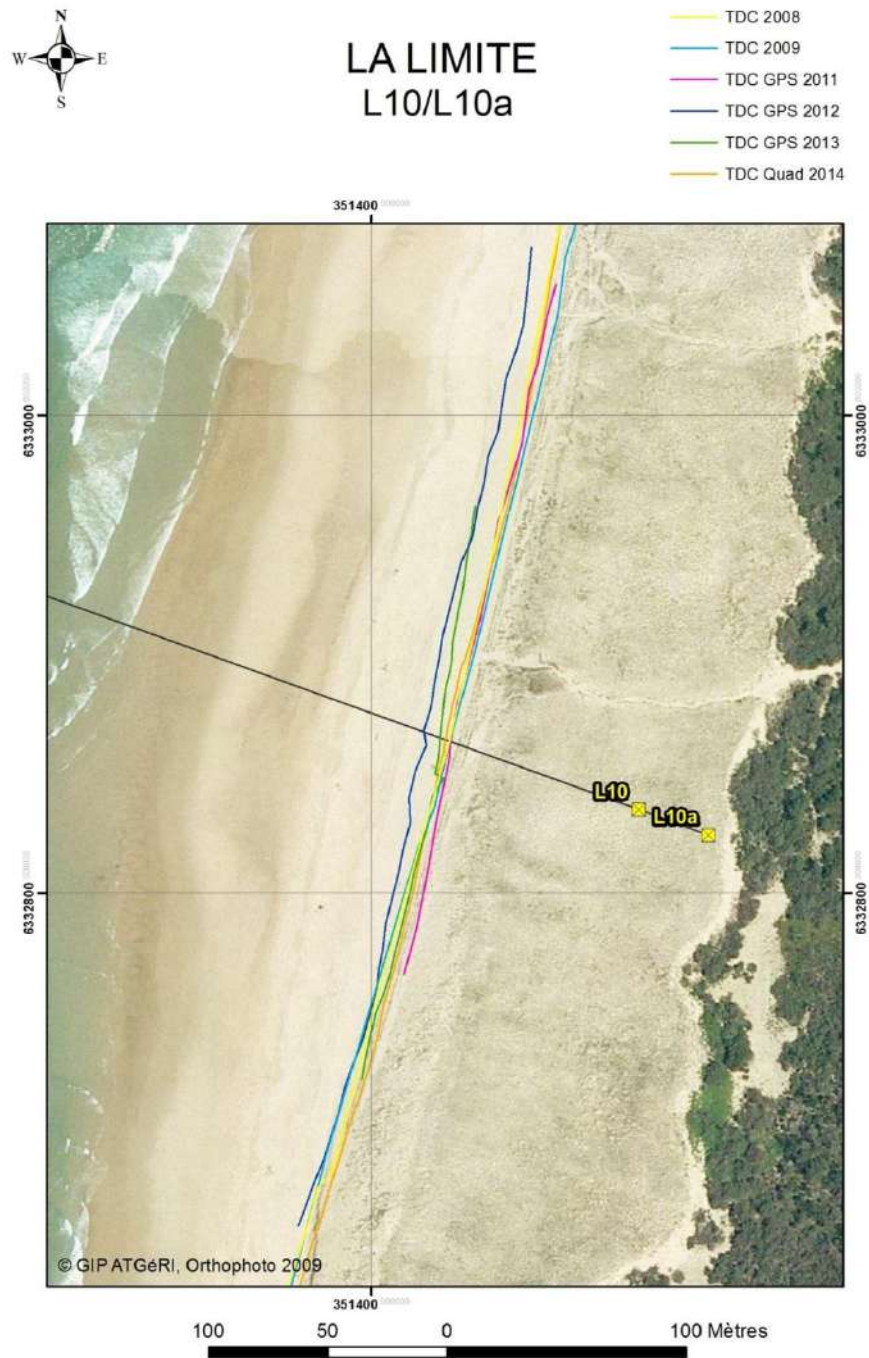 N
W E
S
LA LIMITE
L10/L10a
TDC 2008
TDC 2009
TDC GPS 2011
TDC GPS 2012
TDC GPS 2013
TDC Quad 2014
351400
6333000
6333000
L10
L10a
6332800
6332800
© GIP ATGéRI, Orthophoto 2009
351400
100 50 0 100 Mètres